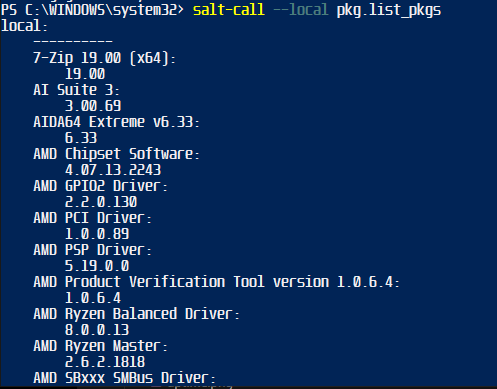 PS C:\WINDOWS\system32> salt-call --local pkg.list_pkgs
local:
----------
7-Zip 19.00 (x64):
19.00
AI Suite 3:
3.00.69
AIDA64 Extreme v6.33:
6.33
AMD Chipset Software:
4.07.13.2243
AMD GPIO2 Driver:
2.2.0.130
AMD PCI Driver:
1.0.0.89
AMD PSP Driver:
5.19.0.0
AMD Product Verification Tool version 1.0.6.4:
1.0.6.4
AMD Ryzen Balanced Driver:
8.0.0.13
AMD Ryzen Master:
2.6.2.1818
AMD SBxxx SMBus Driver: